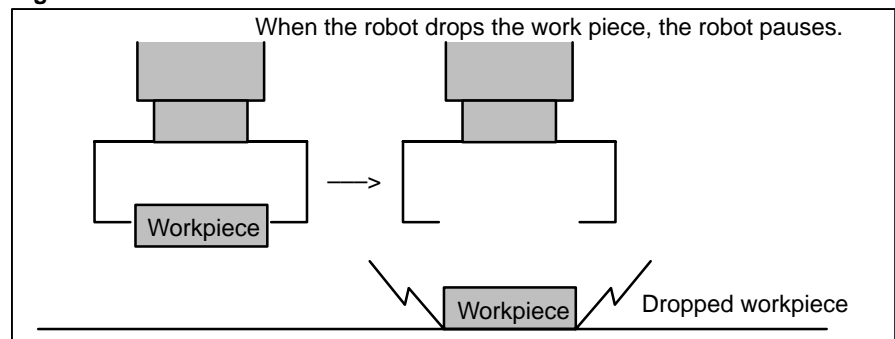 When the robot drops the work piece, the robot pauses.
Workpiece
Workpiece
Dropped workpiece